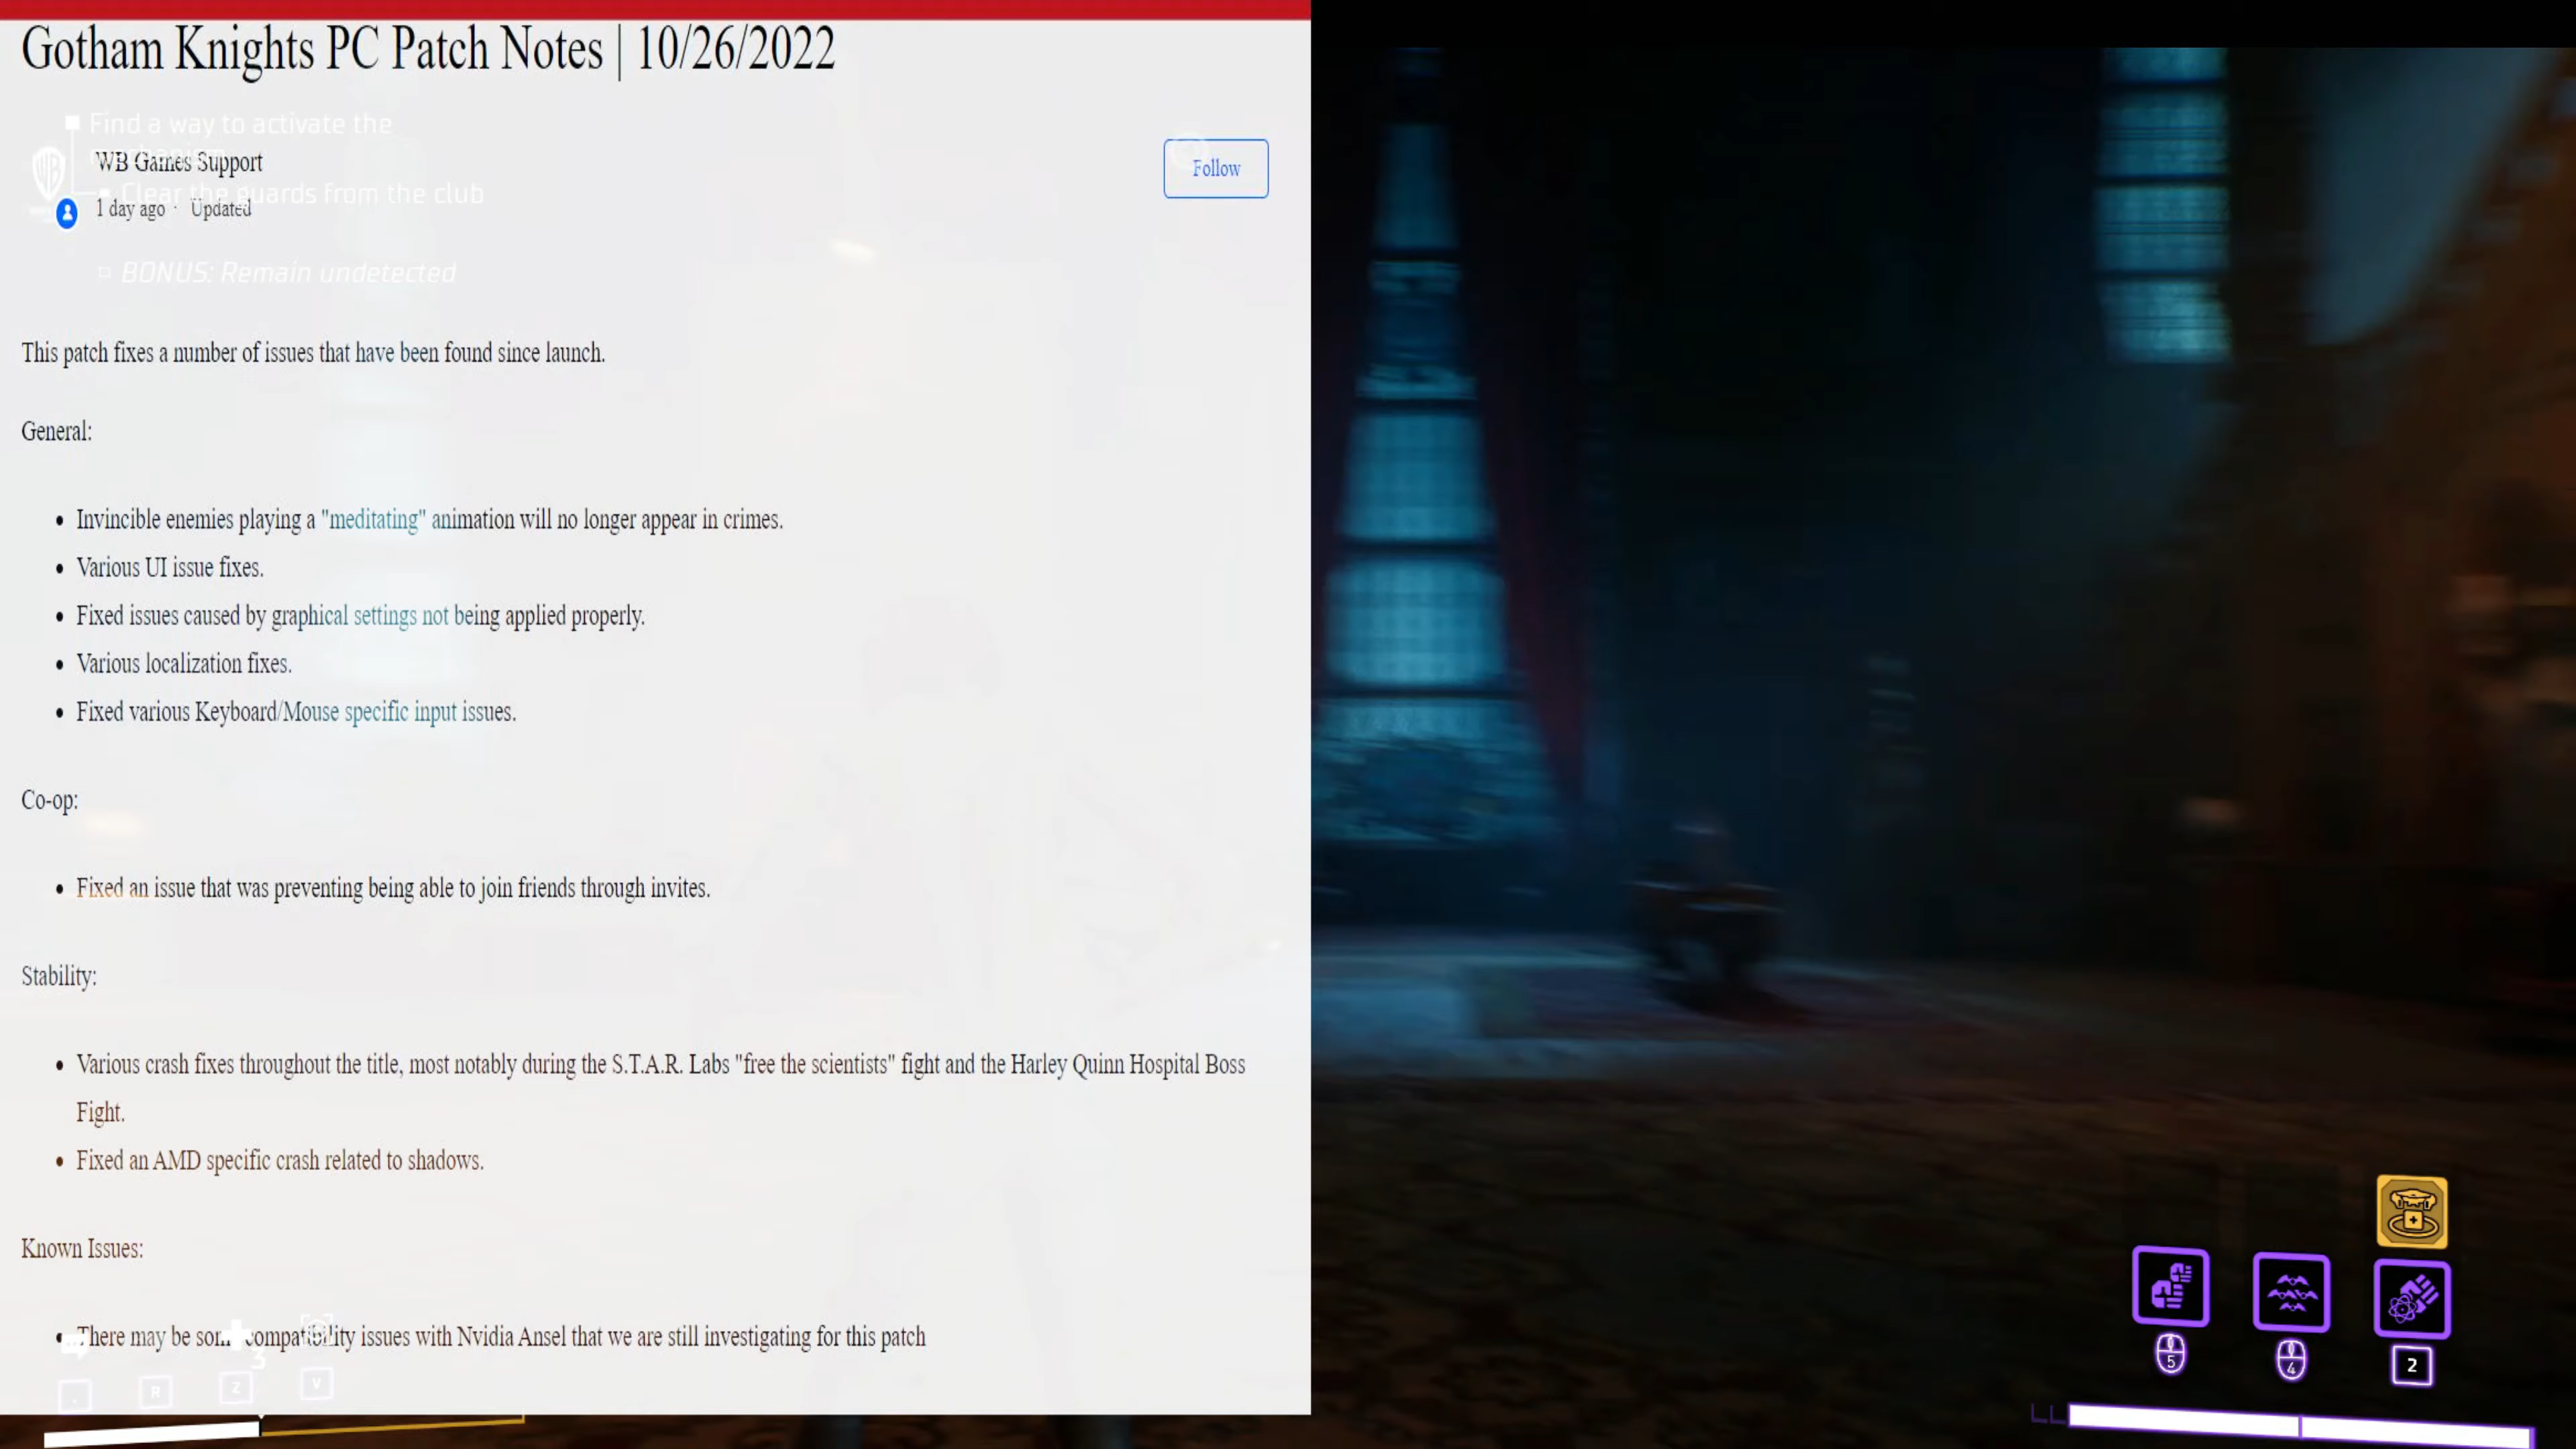 Gotham Knights PC Patch Notes | 10/26/2022
Find a way to activate the
WB Games Support
Follow
Clear the guards from the club
1 day ago · Updated
BONUS: Remain undetected
This patch fixes a number of issues that have been found since launch.
General:
Invincible enemies playing a "meditating" animation will no longer appear in crimes.
Various UI issue fixes.
Fixed issues caused by graphical settings not being applied properly.
Various localization fixes.
Fixed various Keyboard/Mouse specific input issues.
Co-op:
Fixed an issue that was preventing being able to join friends through invites.
Stability:
Various crash fixes throughout the title, most notably during the S.T.A.R. Labs "free the scientists" fight and the Harley Quinn Hospital Boss
Fight.
Fixed an AMD specific crash related to shadows.
Known Issues:
There may be some compatibility issues with Nvidia Ansel that we are still investigating for this patch
3
R Z V
5 4 2